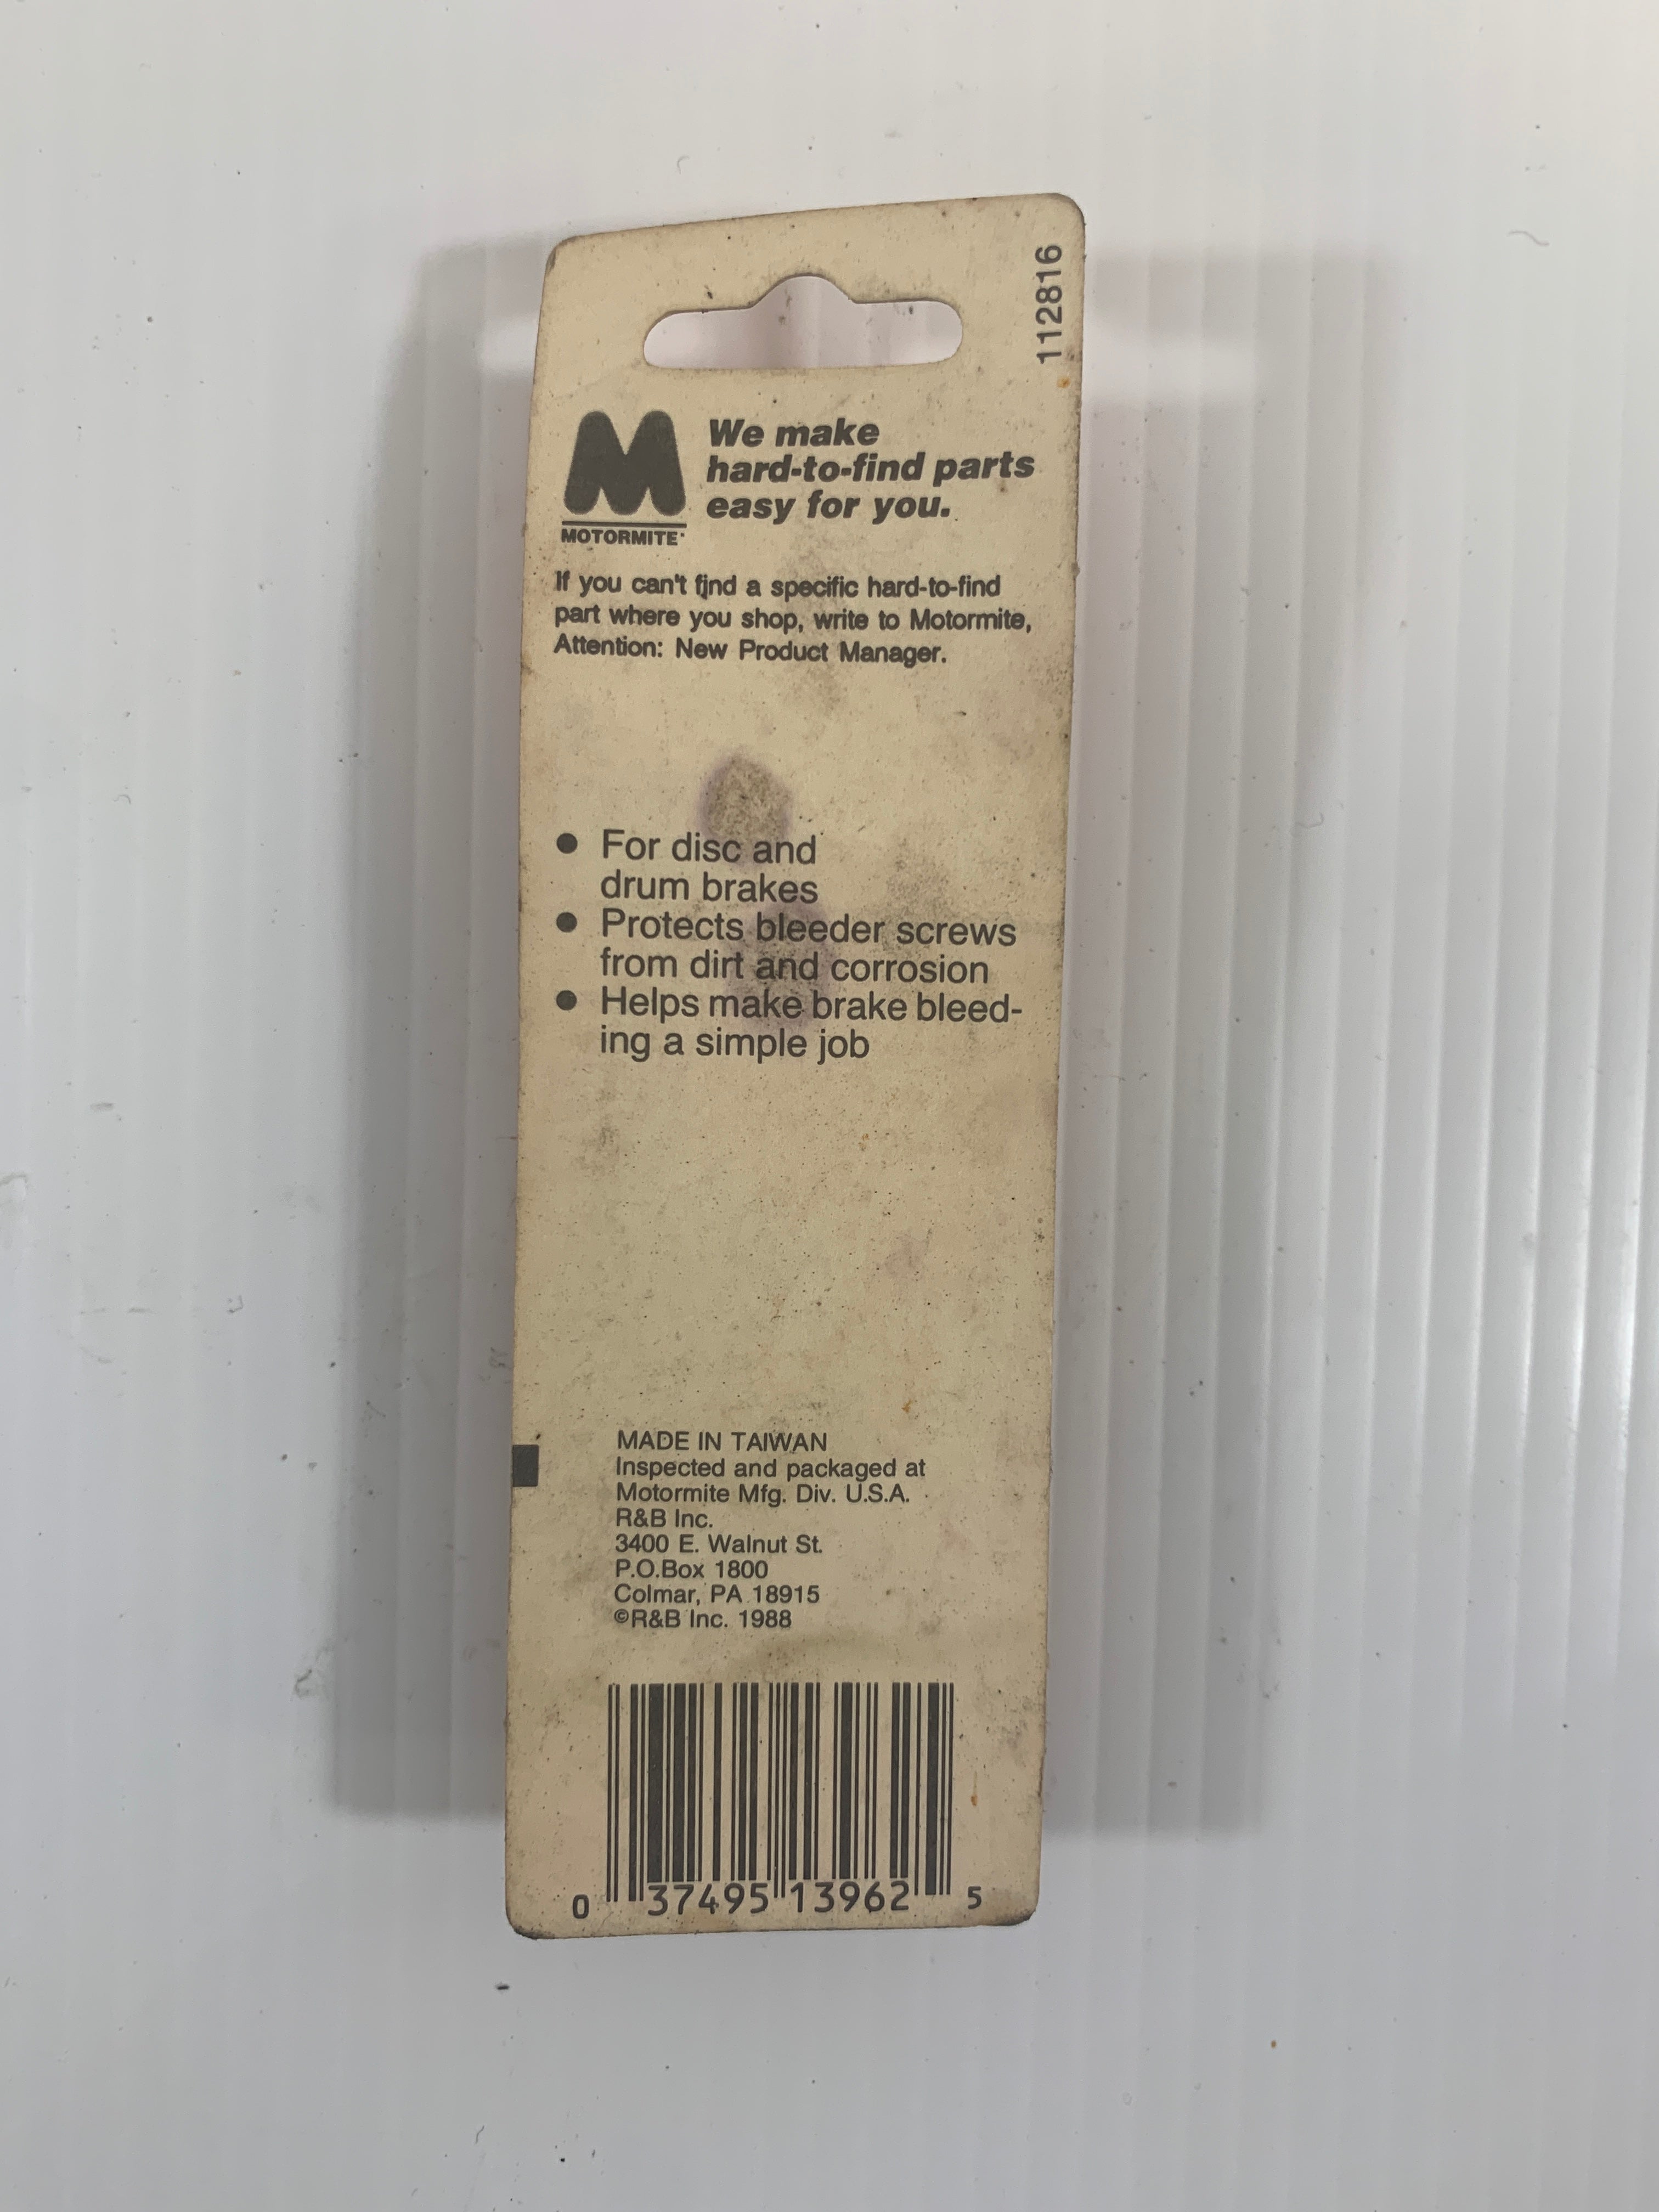 112816
We make
hard-to-find parts
easy for you.
MOTORMITE
If you can't find a specific hard-to-find
part where you shop, write to Motormite,
Attention: New Product Manager.
● For disc and
drum brakes
● Protects bleeder screws
from dirt and corrosion
● Helps make brake bleed-
ing a simple job
MADE IN TAIWAN
Inspected and packaged at
Motormite Mfg. Div. U.S.A.
R&B Inc.
3400 E. Walnut St.
P.O.Box 1800
Colmar, PA 18915
©R&B Inc. 1988
0 37495 13962 5